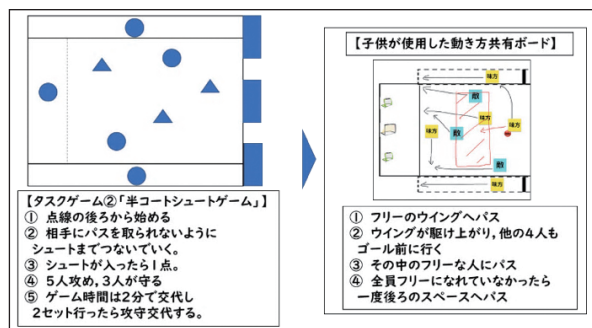 【タスクゲーム②「半コートシュートゲーム」】
① 点線の後ろから始める
② 相手にパスを取られないように
シュートまでつないでいく。
③ シュートが入ったら1点。
④ 5人攻め,3人が守る
⑤ ゲーム時間は2分で交代し
2セット行ったら攻守交代する。
【子供が使用した動き方共有ボード】
味方
敵
味方
味方
敵
味方
味方
敵
味方
① フリーのウイングへパス
② ウイングが駆け上がり,他の4人も
ゴール前に行く
③ その中のフリーな人にパス
④ 全員フリーになれていなかったら
一度後ろのスペースへパス